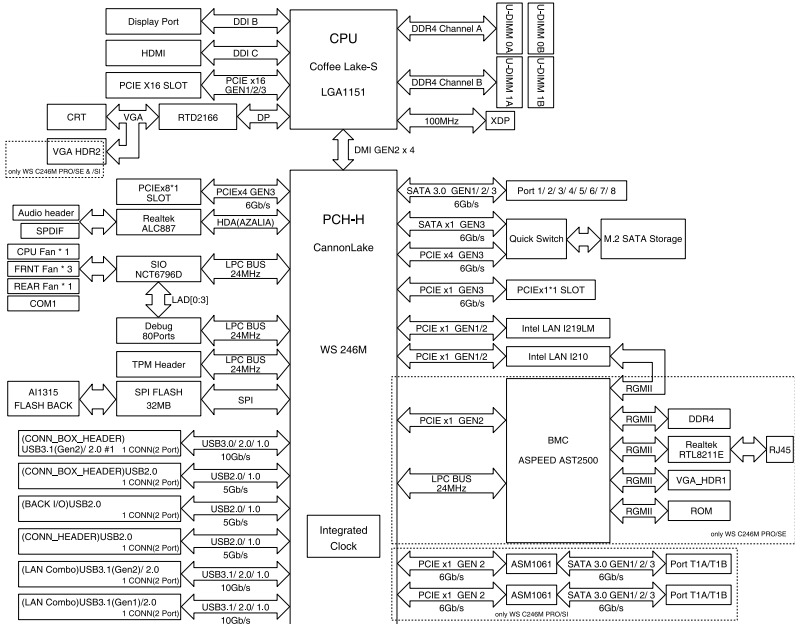 Display Port
DDI B
HDMI
DDI C
PCIE X16 SLOT
PCIE x16
GEN1/2/3
CRT
VGA
RTD2166
DP
VGA HDR2
only WS C246M PRO/SE & /SI
CPU
Coffee Lake-S
LGA1151
DDR4 Channel A
U-DIMM 0A
U-DIMM 0B
DDR4 Channel B
U-DIMM 1A
U-DIMM 1B
100MHz
XDP
DMI GEN2 x 4
PCIEx8*1
SLOT
PCIEx4 GEN3
6Gb/s
Audio header
SPDIF
Realtek
ALC887
HDA(AZALIA)
CPU Fan * 1
FRNT Fan * 3
REAR Fan * 1
COM1
SIO
NCT6796D
LPC BUS
24MHz
LAD[0:3]
Debug
80Ports
LPC BUS
24MHz
TPM Header
LPC BUS
24MHz
AI1315
FLASH BACK
SPI FLASH
32MB
SPI
(CONN_BOX_HEADER)
USB3.1(Gen2)/ 2.0 #1
1 CONN(2 Port)
USB3.0/ 2.0/ 1.0
10Gb/s
(CONN_BOX_HEADER)USB2.0
1 CONN(2 Port)
USB2.0/ 1.0
5Gb/s
(BACK I/O)USB2.0
1 CONN(2 Port)
USB2.0/ 1.0
5Gb/s
(CONN_HEADER)USB2.0
1 CONN(2 Port)
USB2.0/ 1.0
5Gb/s
(LAN Combo)USB3.1(Gen2)/ 2.0
1 CONN(2 Port)
USB3.1/ 2.0/ 1.0
10Gb/s
(LAN Combo)USB3.1(Gen1)/2.0
1 CONN(2 Port)
USB3.1/ 2.0/ 1.0
10Gb/s
PCH-H
CannonLake
WS 246M
Integrated
Clock
SATA 3.0 GEN1/ 2/ 3
6Gb/s
Port 1/ 2/ 3/ 4/ 5/ 6/ 7/ 8
SATA x1 GEN3
6Gb/s
PCIE x4 GEN3
6Gb/s
Quick Switch
M.2 SATA Storage
PCIE x1 GEN3
6Gb/s
PCIEx1*1 SLOT
PCIE x1 GEN1/2
Intel LAN I219LM
PCIE x1 GEN1/2
Intel LAN I210
RGMII
PCIE x1 GEN2
LPC BUS
24MHz
BMC
ASPEED AST2500
RGMII
DDR4
RGMII
Realtek
RTL8211E
RJ45
RGMII
VGA_HDR1
RGMII
ROM
only WS C246M PRO/SE
PCIE x1 GEN 2
6Gb/s
ASM1061
SATA 3.0 GEN1/ 2/ 3
6Gb/s
Port T1A/T1B
PCIE x1 GEN 2
6Gb/s
ASM1061
SATA 3.0 GEN1/ 2/ 3
6Gb/s
Port T1A/T1B
only WS C246M PRO/SI